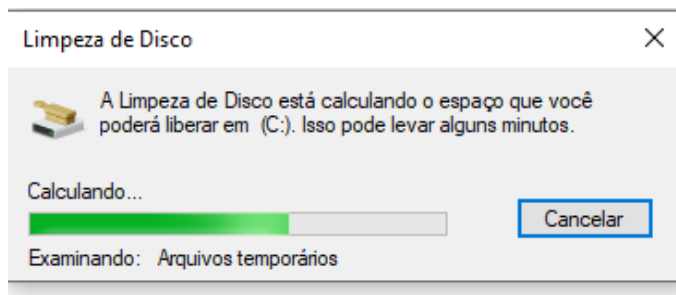 Limpeza de Disco
A Limpeza de Disco está calculando o espaço que você
poderá liberar em  (C:). Isso pode levar alguns minutos.
Calculando...
Cancelar
Examinando:   Arquivos temporários